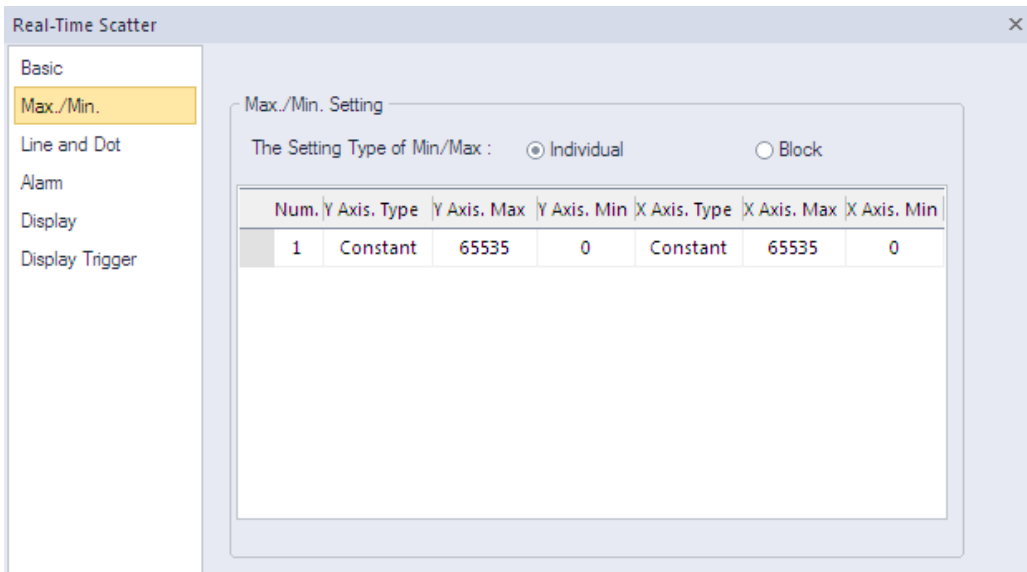 Real-Time Scatter
Basic
Max./Min.
Line and Dot
Alarm
Display
Display Trigger
Max./Min. Setting
The Setting Type of Min/Max : Individual Block
Num. Y Axis. Type Y Axis. Max Y Axis. Min X Axis. Type X Axis. Max X Axis. Min
1 Constant 65535 0 Constant 65535 0